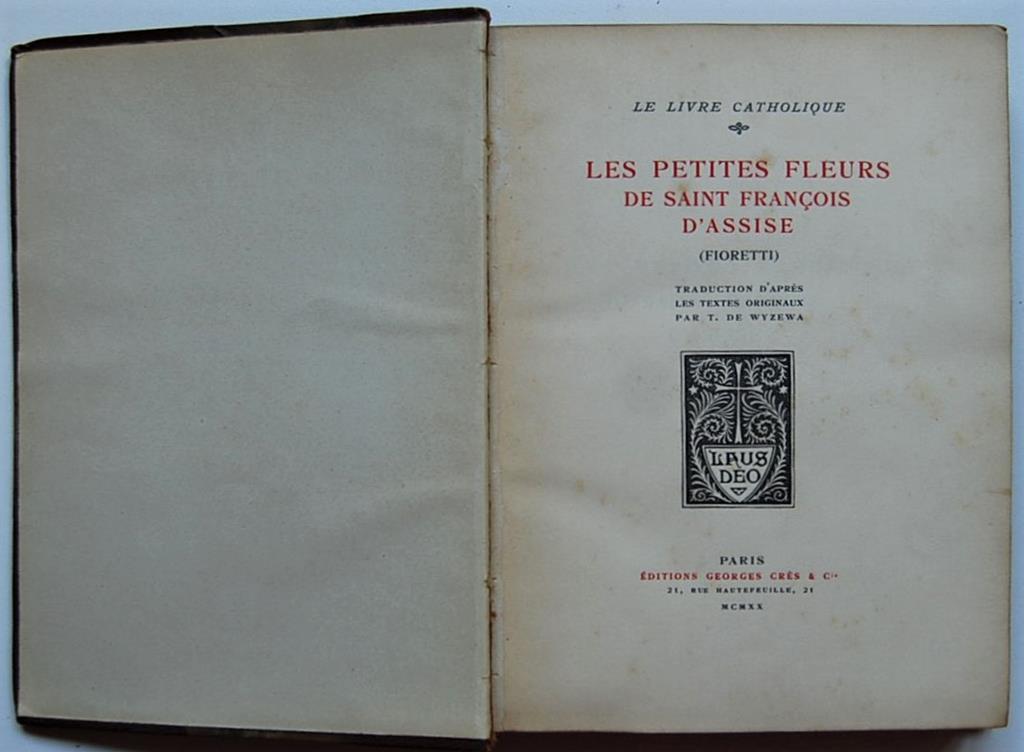 LE LIVRE CATHOLIQUE
LES PETITES FLEURS
DE SAINT FRANÇOIS
D'ASSISE
(FIORETTI)
TRADUCTION D'APRÈS
LES TEXTES ORIGINAUX
PAR T. DE WYZEWA
LAUS
DEO
PARIS
ÉDITIONS GEORGES CRÈS & Cie
21, RUE HAUTEFEUILLE, 21
MCMXX